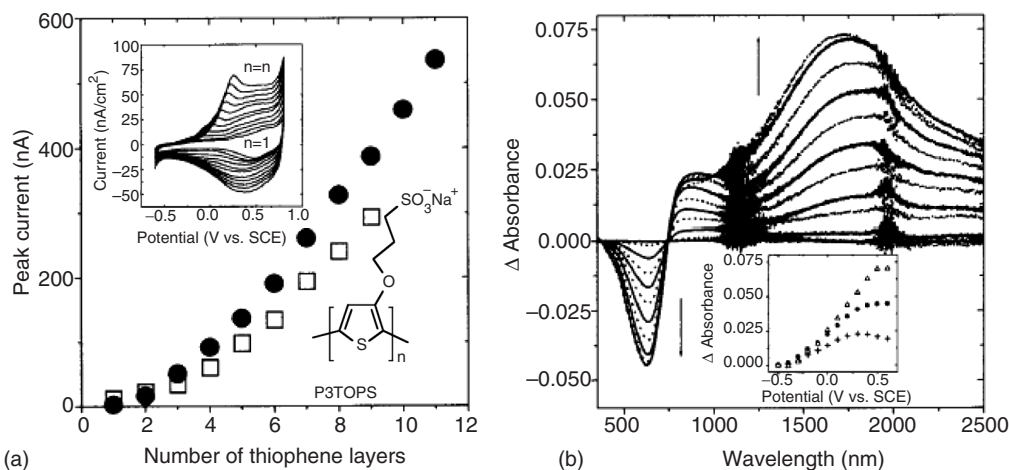 600
400
200
0
Peak current (nA)
0 2 4 6 8 10 12
Number of thiophene layers
(a)
100
75
50
25
0
−25
−50
Current (nA/cm2)
−0.5 0.0 0.5 1.0
Potential (V vs. SCE)
n=n
n=1
SO3−Na+
O
S
n
P3TOPS
0.075
0.050
0.025
0.000
−0.025
−0.050
Δ Absorbance
500 1000 1500 2000 2500
Wavelength (nm)
(b)
0.075
0.050
0.025
0.000
Δ Absorbance
−0.5 0.0 0.5
Potential (V vs. SCE)